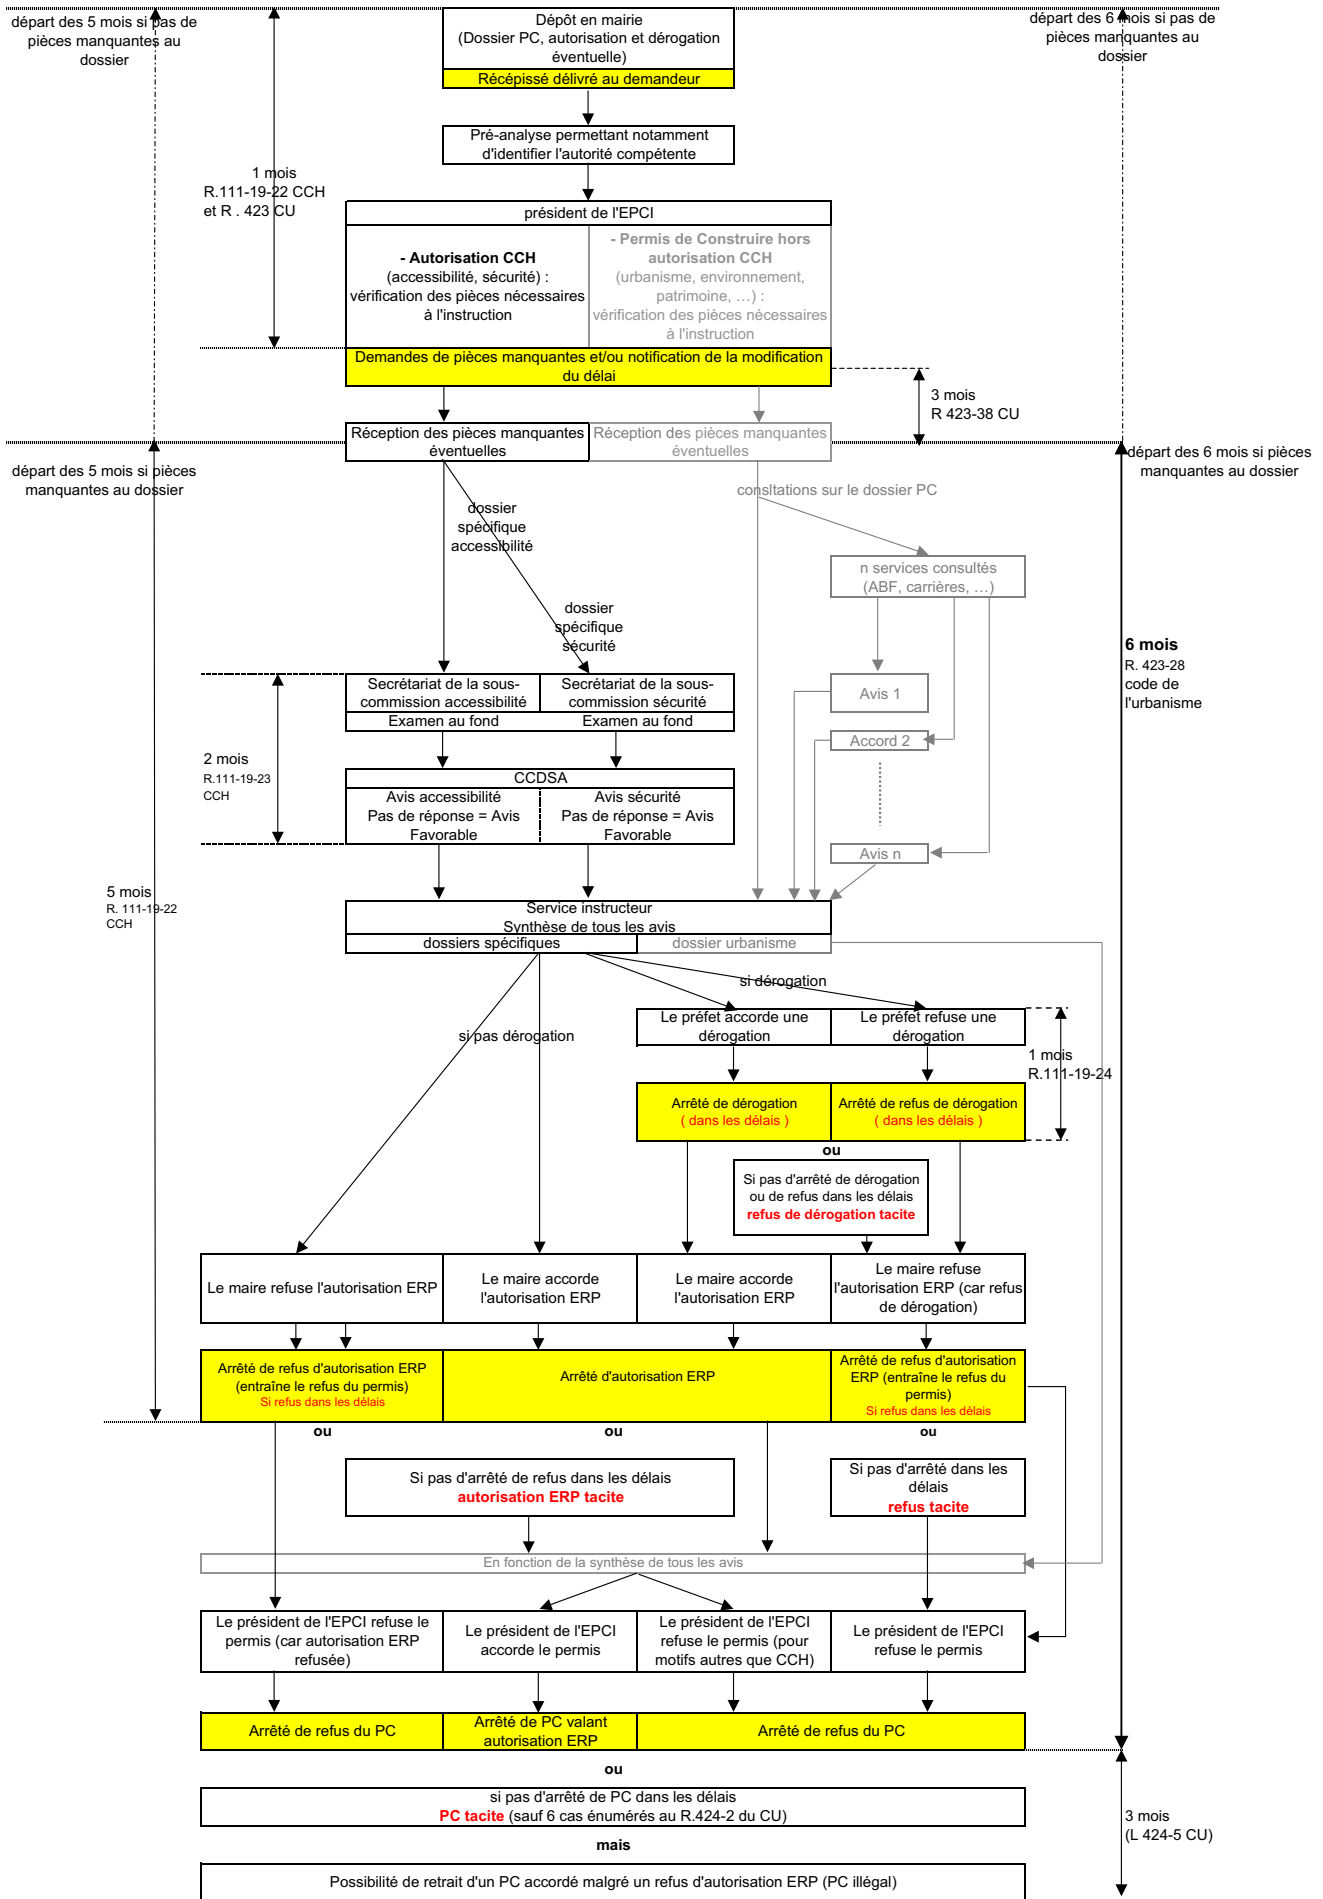 départ des 5 mois si pas de
pièces manquantes au
dossier
Dépôt en mairie
(Dossier PC, autorisation et dérogation
éventuelle)
Récépissé délivré au demandeur
départ des 6 mois si pas de
pièces manquantes au
dossier
Pré-analyse permettant notamment
d'identifier l'autorité compétente
1 mois
R.111-19-22 CCH
et R . 423 CU
président de l'EPCI
- Autorisation CCH
(accessibilité, sécurité) :
vérification des pièces nécessaires
à l'instruction
- Permis de Construire hors
autorisation CCH
(urbanisme, environnement,
patrimoine, …) :
vérification des pièces nécessaires
à l'instruction
Demandes de pièces manquantes et/ou notification de la modification
du délai
3 mois
R 423-38 CU
Réception des pièces manquantes
éventuelles
Réception des pièces manquantes
éventuelles
départ des 5 mois si pièces
manquantes au dossier
départ des 6 mois si pièces
manquantes au dossier
dossier
spécifique
accessibilité
consltations sur le dossier PC
n services consultés
(ABF, carrières, …)
dossier
spécifique
sécurité
6 mois
R. 423-28
code de
l'urbanisme
Secrétariat de la sous-
commission accessibilité
Secrétariat de la sous-
commission sécurité
Examen au fond
Examen au fond
Avis 1
Accord 2
2 mois
R.111-19-23
CCH
CCDSA
Avis accessibilité
Pas de réponse = Avis
Favorable
Avis sécurité
Pas de réponse = Avis
Favorable
Avis n
5 mois
R. 111-19-22
CCH
Service instructeur
Synthèse de tous les avis
dossiers spécifiques
dossier urbanisme
si dérogation
si pas dérogation
Le préfet accorde une
dérogation
Le préfet refuse une
dérogation
1 mois
R.111-19-24
Arrêté de dérogation
( dans les délais )
Arrêté de refus de dérogation
( dans les délais )
ou
Si pas d'arrêté de dérogation
ou de refus dans les délais
refus de dérogation tacite
Le maire refuse l'autorisation ERP
Le maire accorde
l'autorisation ERP
Le maire accorde
l'autorisation ERP
Le maire refuse
l'autorisation ERP (car refus
de dérogation)
Arrêté de refus d'autorisation ERP
(entraîne le refus du permis)
Si refus dans les délais
Arrêté d'autorisation ERP
Arrêté de refus d'autorisation
ERP (entraîne le refus du
permis)
Si refus dans les délais
ou
ou
ou
Si pas d'arrêté de refus dans les délais
autorisation ERP tacite
Si pas d'arrêté dans les
délais
refus tacite
En fonction de la synthèse de tous les avis
Le président de l'EPCI refuse le
permis (car autorisation ERP
refusée)
Le président de l'EPCI
accorde le permis
Le président de l'EPCI
refuse le permis (pour
motifs autres que CCH)
Le président de l'EPCI
refuse le permis
Arrêté de refus du PC
Arrêté de PC valant
autorisation ERP
Arrêté de refus du PC
ou
si pas d'arrêté de PC dans les délais
PC tacite (sauf 6 cas énumérés au R.424-2 du CU)
3 mois
(L 424-5 CU)
mais
Possibilité de retrait d'un PC accordé malgré un refus d'autorisation ERP (PC illégal)